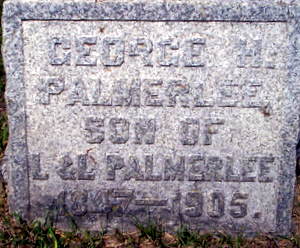 GEORGE H.
PALMERLEE,
SON OF
L & L PALMERLEE
1905.